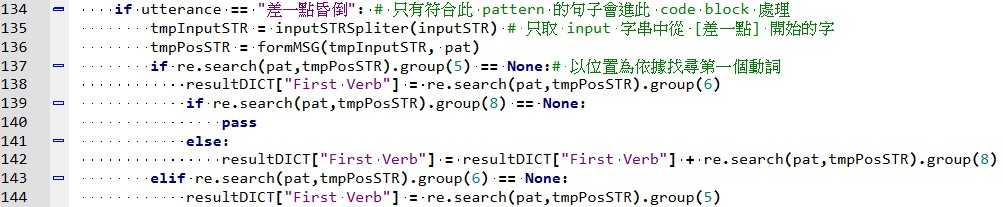 134 if utterance == "差一點昏倒": # 只有符合此 pattern 的句子會進此 code block 處理
135 tmpInputSTR = inputSTRSpliter(inputSTR) # 只取 input 字串中從 [差一點] 開始的字
136 tmpPosSTR = formMSG(tmpInputSTR, pat)
137 if re.search(pat,tmpPosSTR).group(5) == None:# 以位置為依據找尋第一個動詞
138 resultDICT["First Verb"] = re.search(pat,tmpPosSTR).group(6)
139 if re.search(pat,tmpPosSTR).group(8) == None:
140 pass
141 else:
142 resultDICT["First Verb"] = resultDICT["First Verb"] + re.search(pat,tmpPosSTR).group(8)
143 elif re.search(pat,tmpPosSTR).group(6) == None:
144 resultDICT["First Verb"] = re.search(pat,tmpPosSTR).group(5)